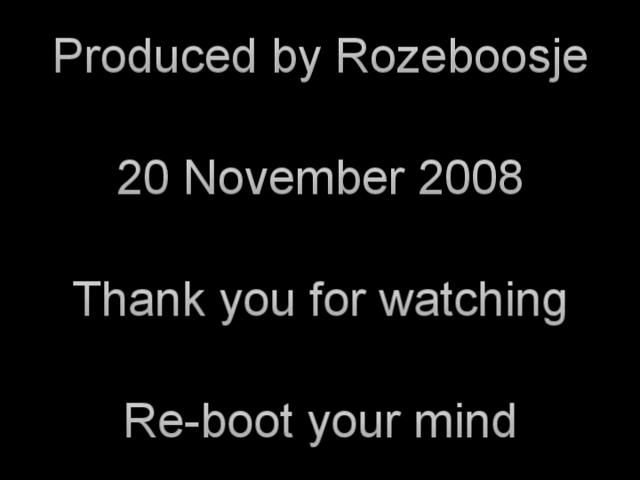 Produced by Rozeboosje
20 November 2008
Thank you for watching
Re-boot your mind